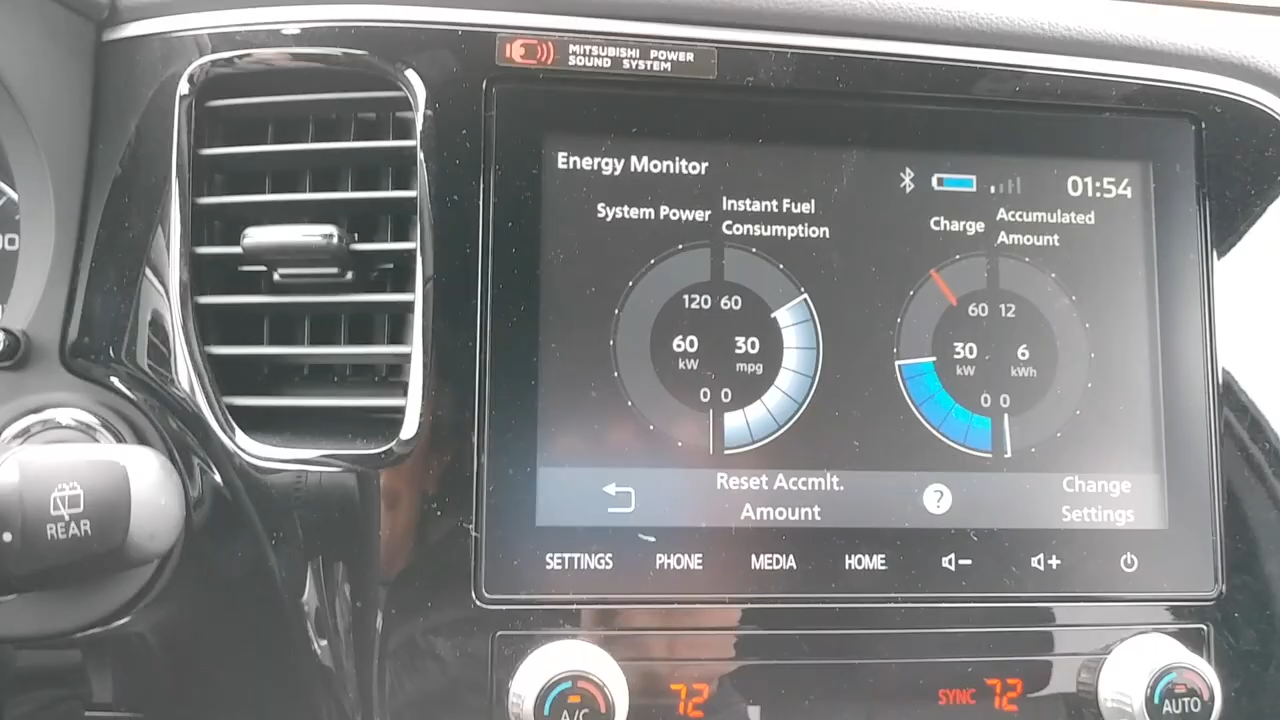 MITSUBISHI POWER
SOUND SYSTEM
Energy Monitor
01:54
System Power
Instant Fuel
Consumption
Charge
Accumulated
Amount
120 60
60 kW
30 mpg
0 0
60 12
30 kW
6 kWh
0 0
Reset Accmlt.
Amount
?
Change
Settings
SETTINGS PHONE MEDIA HOME
REAR
72
SYNC 72
A/C
AUTO